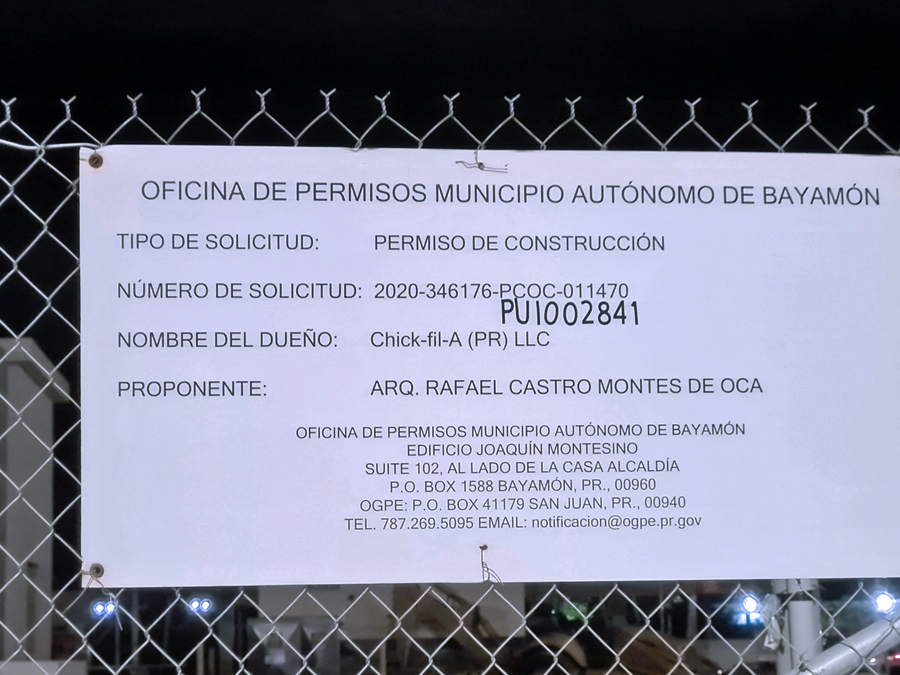 OFICINA DE PERMISOS MUNICIPIO AUTÓNOMO DE BAYAMÓN
TIPO DE SOLICITUD: PERMISO DE CONSTRUCCIÓN
NÚMERO DE SOLICITUD: 2020-346176-PCOC-011470
PUI002841
NOMBRE DEL DUEÑO: Chick-fil-A (PR) LLC
PROPONENTE: ARQ. RAFAEL CASTRO MONTES DE OCA
OFICINA DE PERMISOS MUNICIPIO AUTÓNOMO DE BAYAMÓN
EDIFICIO JOAQUÍN MONTESINO
SUITE 102, AL LADO DE LA CASA ALCALDÍA
P.O. BOX 1588 BAYAMÓN, PR., 00960
OGPE: P.O. BOX 41179 SAN JUAN, PR., 00940
TEL. 787.269.5095 EMAIL: notificacion@ogpe.pr.gov